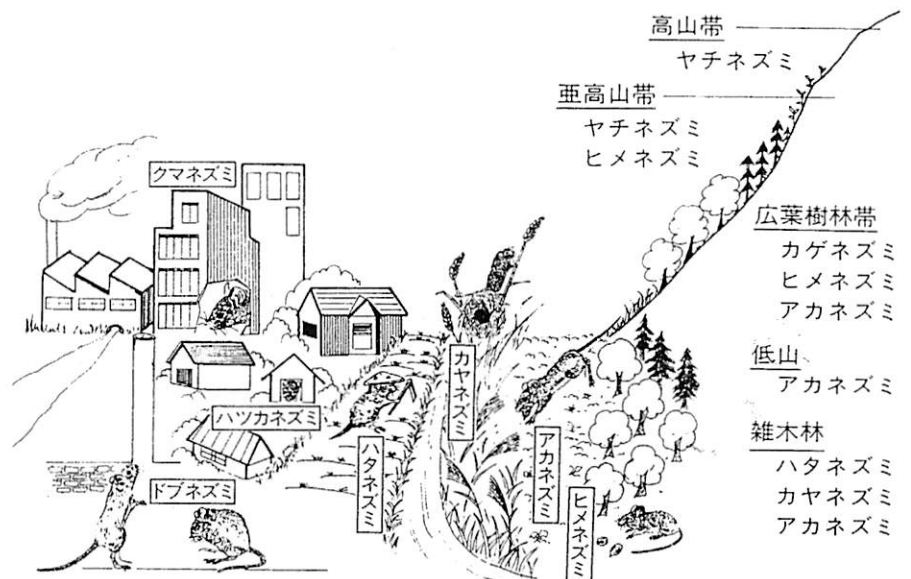 高山帯
ヤチネズミ
亜高山帯
ヤチネズミ
ヒメネズミ
広葉樹林帯
カゲネズミ
ヒメネズミ
アカネズミ
低山
アカネズミ
雑木林
ハタネズミ
カヤネズミ
アカネズミ
クマネズミ
ハツカネズミ
ドブネズミ
ハタネズミ
カヤネズミ
アカネズミ
ヒメネズミ